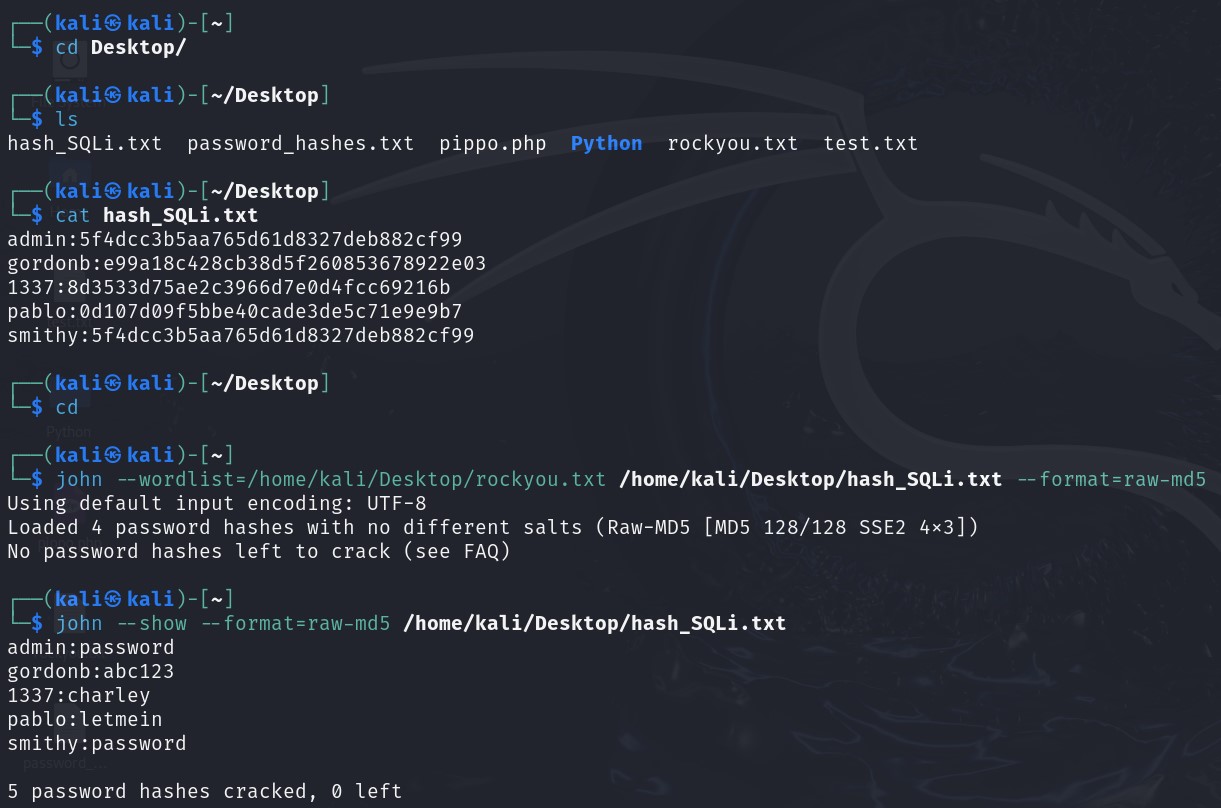 ┌──(kali㉿kali)-[~]
└─$ cd Desktop/
┌──(kali㉿kali)-[~/Desktop]
└─$ ls
hash_SQLi.txt  password_hashes.txt  pippo.php  Python  rockyou.txt  test.txt
┌──(kali㉿kali)-[~/Desktop]
└─$ cat hash_SQLi.txt
admin:5f4dcc3b5aa765d61d8327deb882cf99
gordonb:e99a18c428cb38d5f260853678922e03
1337:8d3533d75ae2c3966d7e0d4fcc69216b
pablo:0d107d09f5bbe40cade3de5c71e9e9b7
smithy:5f4dcc3b5aa765d61d8327deb882cf99
┌──(kali㉿kali)-[~/Desktop]
└─$ cd
Python
┌──(kali㉿kali)-[~]
└─$ john --wordlist=/home/kali/Desktop/rockyou.txt /home/kali/Desktop/hash_SQLi.txt --format=raw-md5
Using default input encoding: UTF-8
Loaded 4 password hashes with no different salts (Raw-MD5 [MD5 128/128 SSE2 4×3])
No password hashes left to crack (see FAQ)
┌──(kali㉿kali)-[~]
└─$ john --show --format=raw-md5 /home/kali/Desktop/hash_SQLi.txt
admin:password
gordonb:abc123
1337:charley
pablo:letmein
smithy:password
password_...
5 password hashes cracked, 0 left